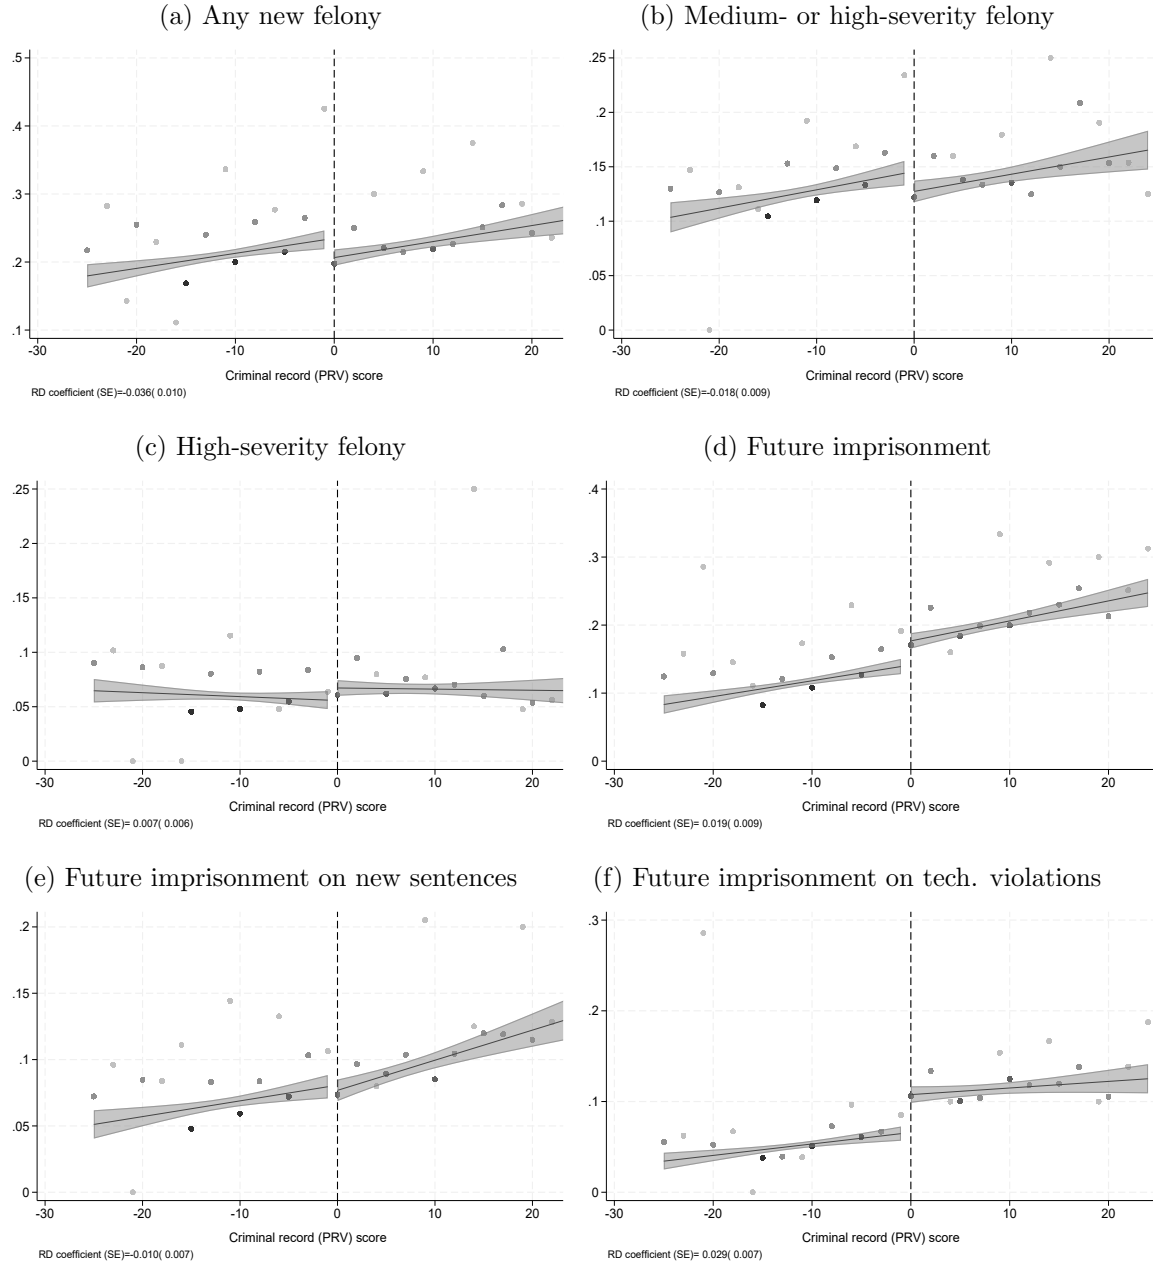 (a) Any new felony
.5
.4
.3
.2
.1
-30 -20 -10 0 10 20
Criminal record (PRV) score
RD coefficient (SE)=-0.036( 0.010)
(b) Medium- or high-severity felony
.25
.2
.15
.1
.05
0
-30 -20 -10 0 10 20
Criminal record (PRV) score
RD coefficient (SE)=-0.018( 0.009)
(c) High-severity felony
.25
.2
.15
.1
.05
0
-30 -20 -10 0 10 20
Criminal record (PRV) score
RD coefficient (SE)= 0.007( 0.006)
(d) Future imprisonment
.4
.3
.2
.1
0
-30 -20 -10 0 10 20
Criminal record (PRV) score
RD coefficient (SE)= 0.019( 0.009)
(e) Future imprisonment on new sentences
.2
.15
.1
.05
0
-30 -20 -10 0 10 20
Criminal record (PRV) score
RD coefficient (SE)=-0.010( 0.007)
(f) Future imprisonment on tech. violations
.3
.2
.1
0
-30 -20 -10 0 10 20
Criminal record (PRV) score
RD coefficient (SE)= 0.029( 0.007)